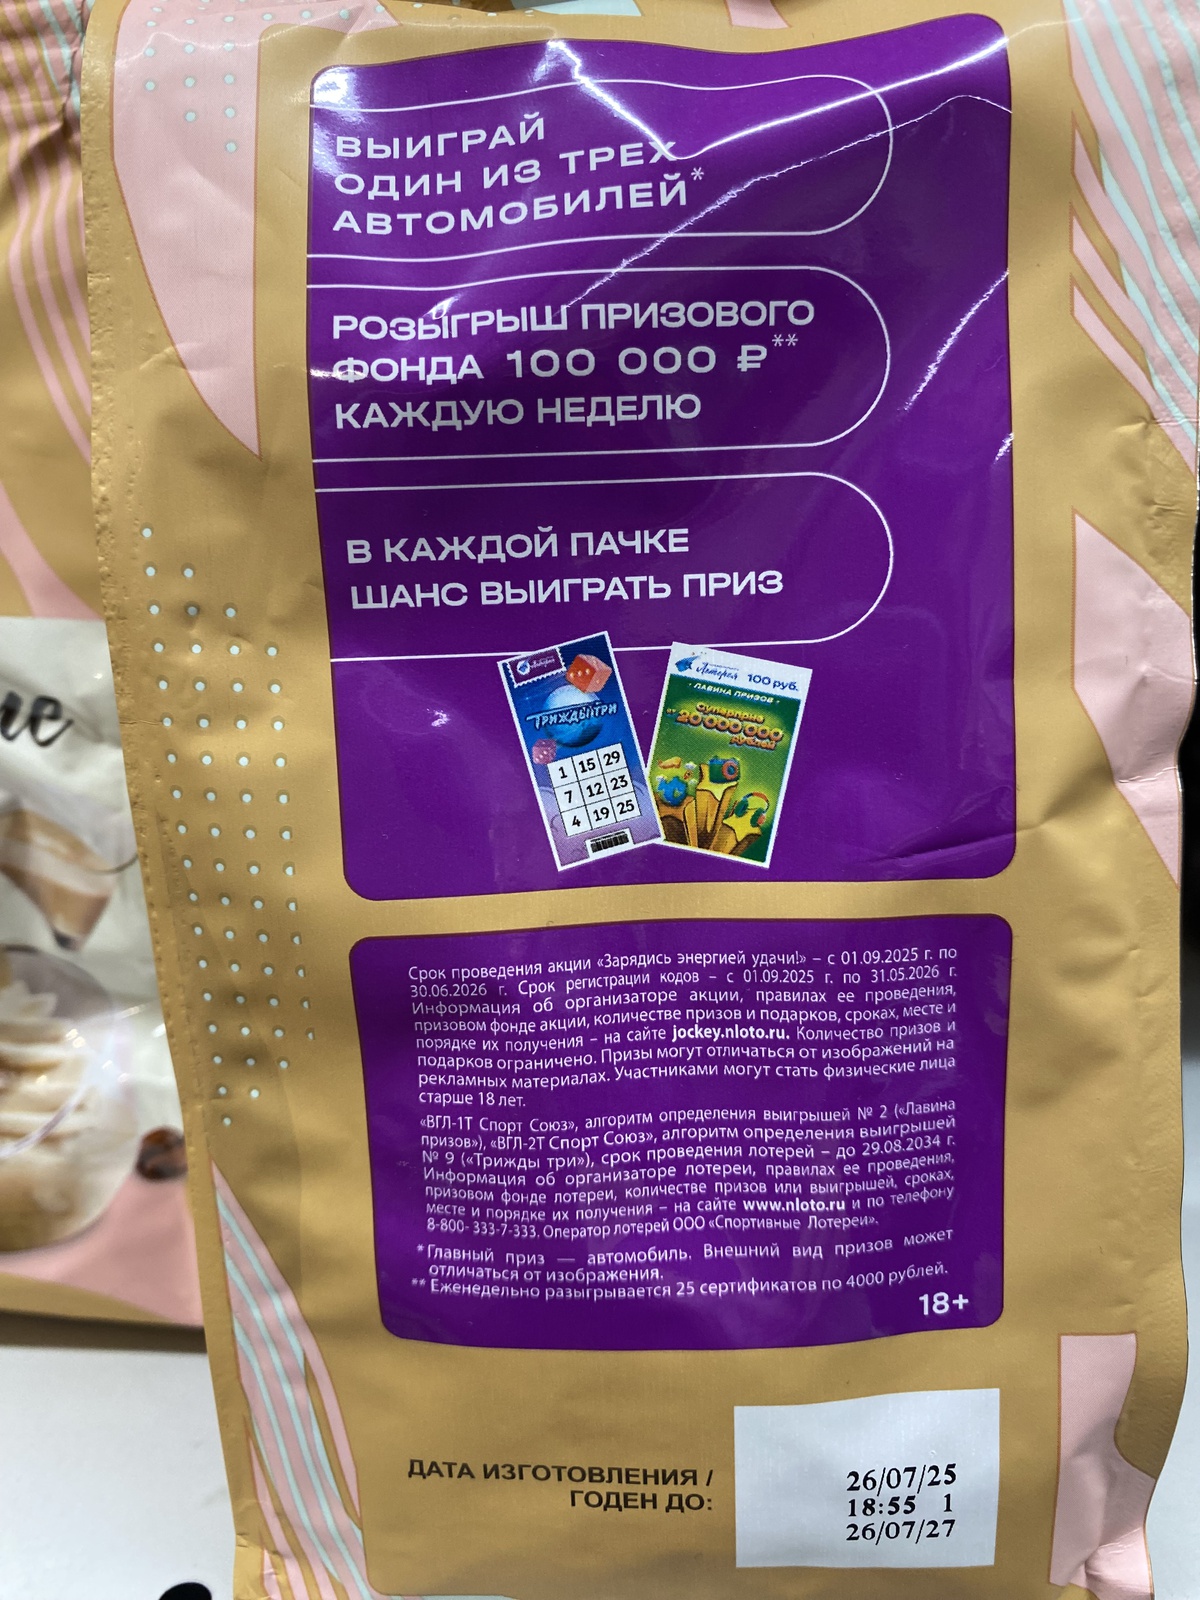 ВЫИГРАЙ
ОДИН ИЗ ТРЕХ
АВТОМОБИЛЕЙ*
РОЗЫГРЫШ ПРИЗОВОГО
ФОНДА 100 000 ₽**
КАЖДУЮ НЕДЕЛЮ
В КАЖДОЙ ПАЧКЕ
ШАНС ВЫИГРАТЬ ПРИЗ
ТРИЖДЫ ТРИ
1 15 29
7 12 23
4 19 25
Лотерея 100 руб.
ЛАВИНА ПРИЗОВ
Суперприз
от 20 000 000
рублей
Срок проведения акции «Зарядись энергией удачи!» – с 01.09.2025 г. по
30.06.2026 г. Срок регистрации кодов – с 01.09.2025 г. по 31.05.2026 г.
Информация об организаторе акции, правилах ее проведения,
призовом фонде акции, количестве призов и подарков, сроках, месте и
порядке их получения – на сайте jockey.nloto.ru. Количество призов и
подарков ограничено. Призы могут отличаться от изображений на
рекламных материалах. Участниками могут стать физические лица
старше 18 лет.
«ВГЛ-1Т Спорт Союз», алгоритм определения выигрышей № 2 («Лавина
призов»), «ВГЛ-2Т Спорт Союз», алгоритм определения выигрышей
№ 9 («Трижды три»), срок проведения лотерей – до 29.08.2034 г.
Информация об организаторе лотереи, правилах ее проведения,
призовом фонде лотереи, количестве призов или выигрышей, сроках,
месте и порядке их получения – на сайте www.nloto.ru и по телефону
8-800- 333-7-333. Оператор лотерей ООО «Спортивные Лотереи».
* Главный приз — автомобиль. Внешний вид призов может
отличаться от изображения.
** Еженедельно разыгрывается 25 сертификатов по 4000 рублей.
18+
ДАТА ИЗГОТОВЛЕНИЯ /
ГОДЕН ДО:
26/07/25
18:55 1
26/07/27